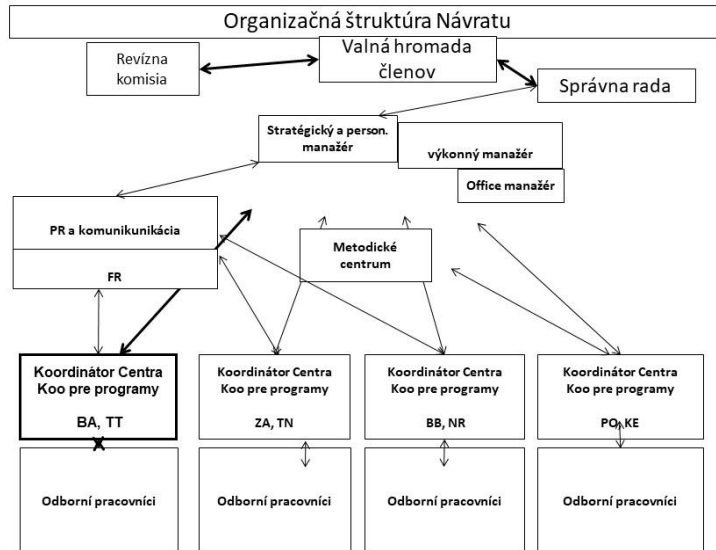 Organizačná štruktúra Návratu
Revízna
komisia
Valná hromada
členov
Správna rada
Stratégický a person.
manažér
výkonný manažér
Office manažér
PR a komunikunikácia
FR
Metodické
centrum
Koordinátor Centra
Koo pre programy
BA, TT
Koordinátor Centra
Koo pre programy
ZA, TN
Koordinátor Centra
Koo pre programy
BB, NR
Koordinátor Centra
Koo pre programy
PO, KE
Odborní pracovníci
Odborní pracovníci
Odborní pracovníci
Odborní pracovníci